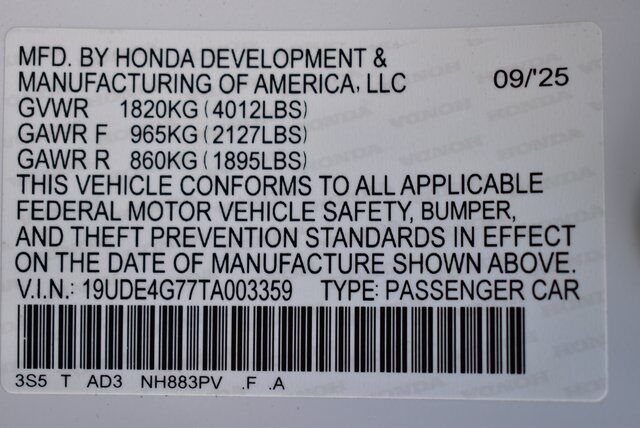 MFD. BY HONDA DEVELOPMENT &
MANUFACTURING OF AMERICA, LLC 09/'25
GVWR 1820KG (4012LBS)
GAWR F 965KG (2127LBS)
GAWR R 860KG (1895LBS)
THIS VEHICLE CONFORMS TO ALL APPLICABLE
FEDERAL MOTOR VEHICLE SAFETY, BUMPER,
AND THEFT PREVENTION STANDARDS IN EFFECT
ON THE DATE OF MANUFACTURE SHOWN ABOVE.
V.I.N.: 19UDE4G77TA003359 TYPE: PASSENGER CAR
3S5 T AD3 NH883PV .F .A